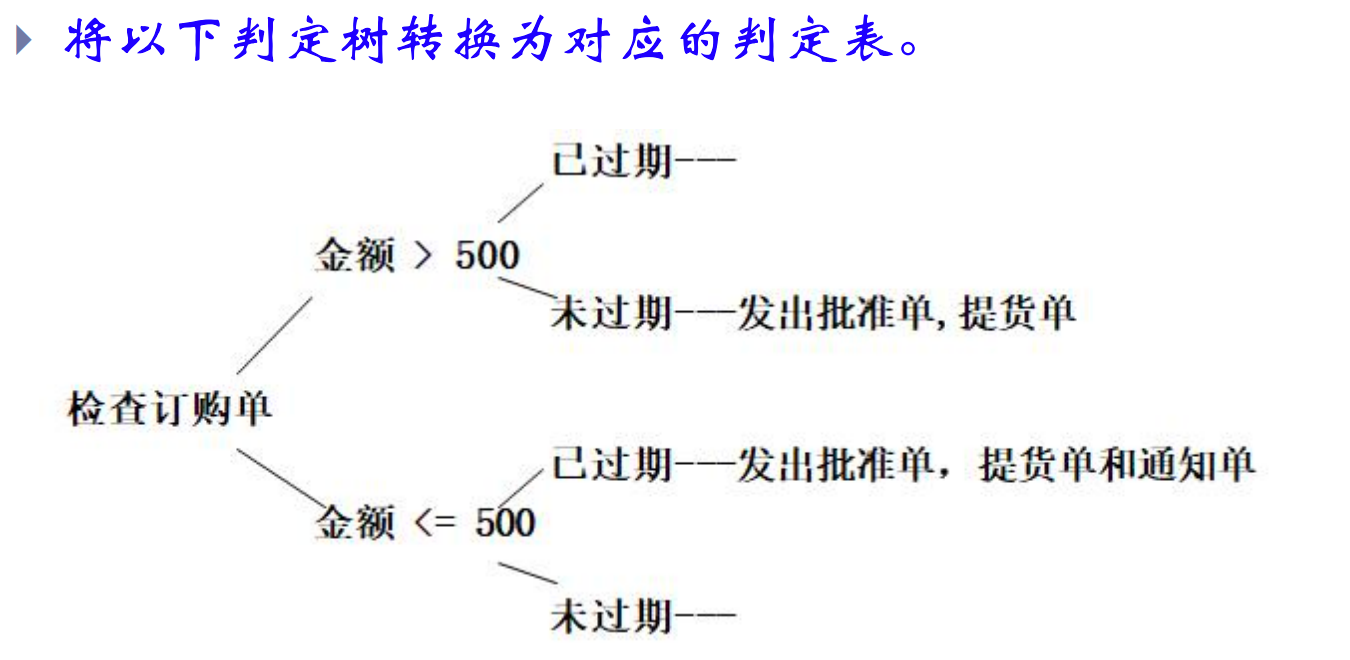 将以下判定树转换为对应的判定表。
已过期---
金额 > 500
未过期---发出批准单,提货单
检查订购单
已过期---发出批准单，提货单和通知单
金额 <= 500
未过期---